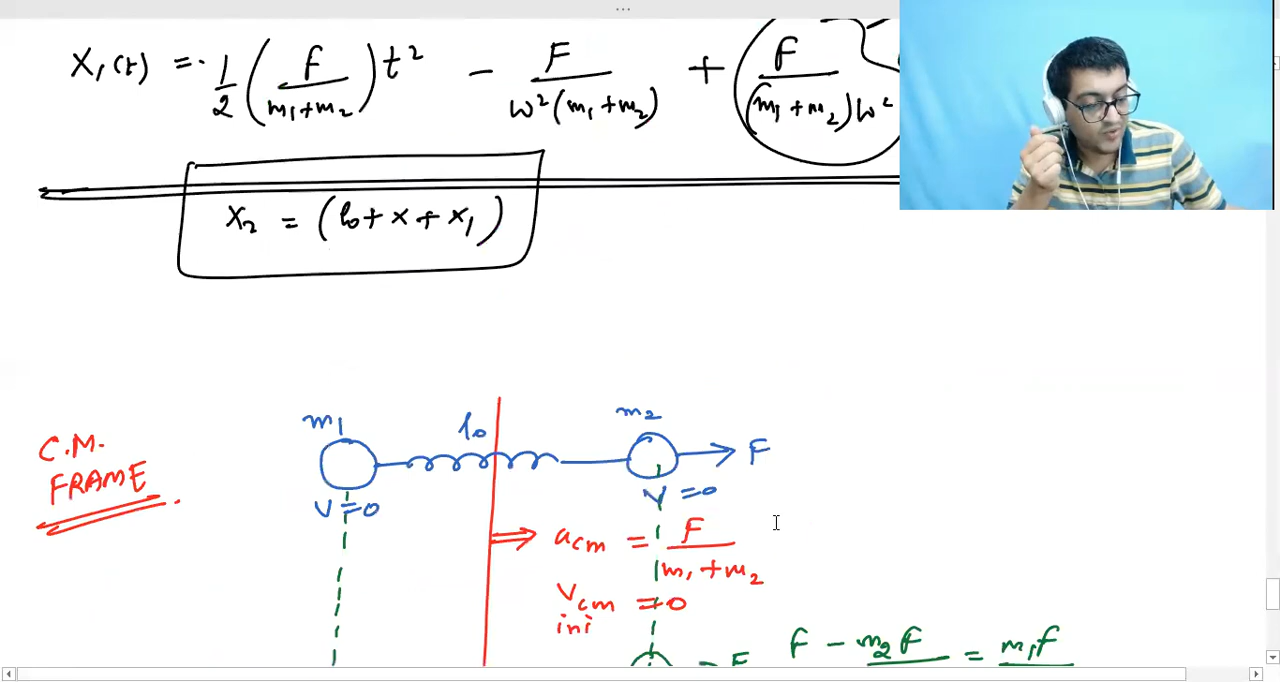 x₁(t) = 1/2 (F/(m₁+m₂)) t² - F/(ω²(m₁+m₂)) + (F/((m₁+m₂)ω²
x₂ = (l₀ + x + x₁)
m₁ l₀ m₂
F
C.M.
FRAME
V=0 V=0
a_cm = F/(m₁+m₂)
V_cm ini = 0
F F - m₂F = m₁F